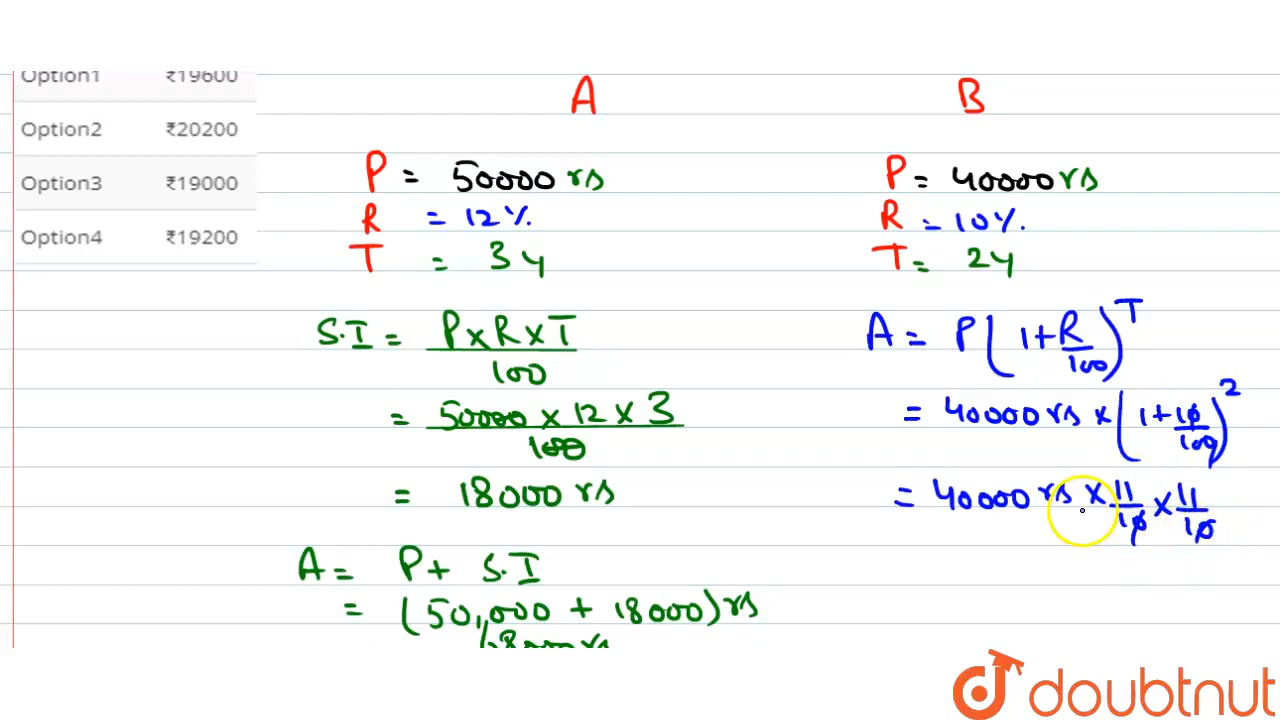 Option1 ₹19600
Option2 ₹20200
Option3 ₹19000
Option4 ₹19200
A
P = 50000 rs
R = 12 %.
T = 3 y
S.I = P x R x T / 100
= 50000 x 12 x 3 / 100
= 18000 rs
A = P + S.I
= (50,000 + 18000) rs
68000 rs
B
P = 40000 rs
R = 10 %.
T = 2 y
A = P (1 + R/100)^T
= 40000 rs x (1 + 10/100)^2
= 40000 rs x 11/10 x 11/10
doubtnut